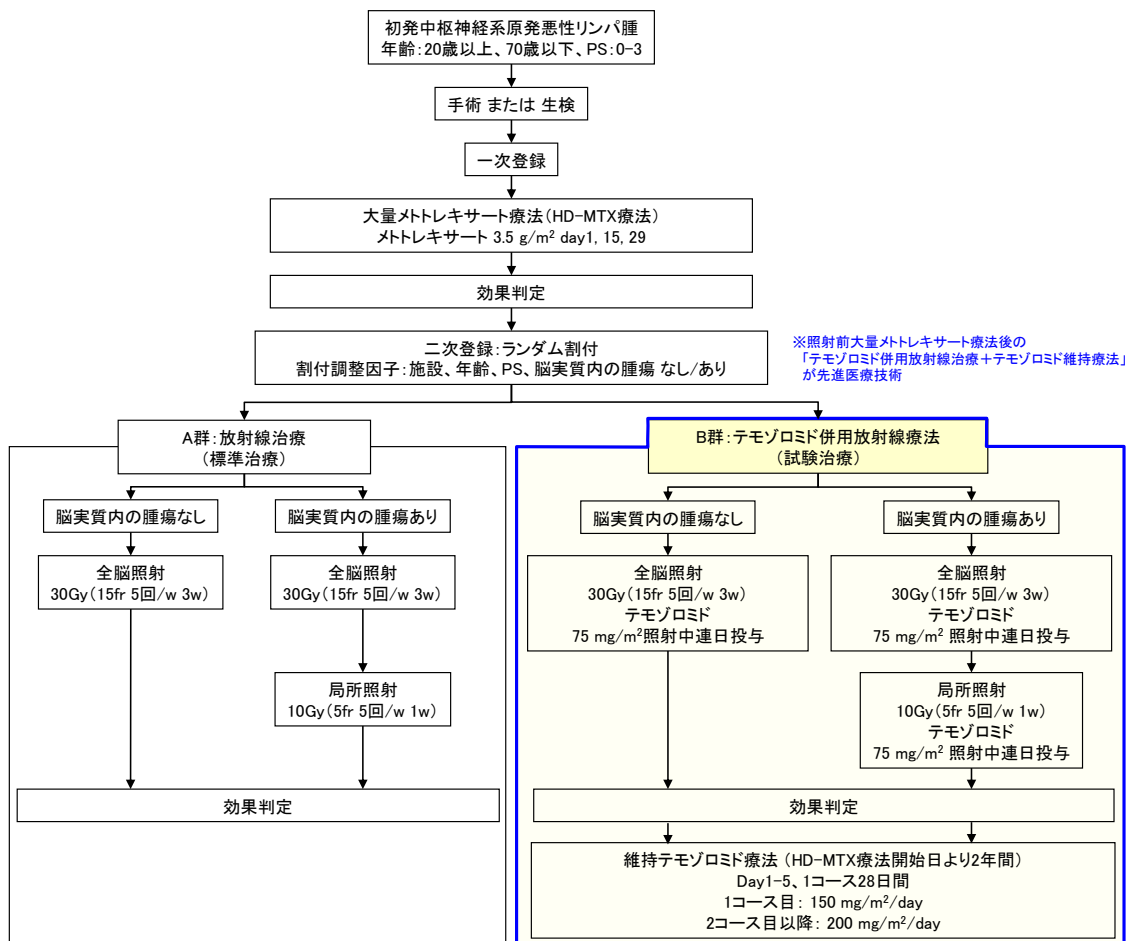 初発中枢神経系原発悪性リンパ腫
年齢:20歳以上、70歳以下、PS:0-3
手術 または 生検
一次登録
大量メトトレキサート療法(HD-MTX療法)
メトトレキサート 3.5 g/m² day1, 15, 29
効果判定
二次登録:ランダム割付
割付調整因子:施設、年齢、PS、脳実質内の腫瘍 なし/あり
※照射前大量メトトレキサート療法後の
「テモゾロミド併用放射線治療+テモゾロミド維持療法」
が先進医療技術
A群:放射線治療
(標準治療)
脳実質内の腫瘍なし
脳実質内の腫瘍あり
全脳照射
30Gy(15fr 5回/w 3w)
全脳照射
30Gy(15fr 5回/w 3w)
局所照射
10Gy(5fr 5回/w 1w)
効果判定
B群:テモゾロミド併用放射線療法
(試験治療)
脳実質内の腫瘍なし
脳実質内の腫瘍あり
全脳照射
30Gy(15fr 5回/w 3w)
テモゾロミド
75 mg/m²照射中連日投与
全脳照射
30Gy(15fr 5回/w 3w)
テモゾロミド
75 mg/m² 照射中連日投与
局所照射
10Gy(5fr 5回/w 1w)
テモゾロミド
75 mg/m² 照射中連日投与
効果判定
維持テモゾロミド療法 (HD-MTX療法開始日より2年間)
Day1-5、1コース28日間
1コース目: 150 mg/m²/day
2コース目以降: 200 mg/m²/day